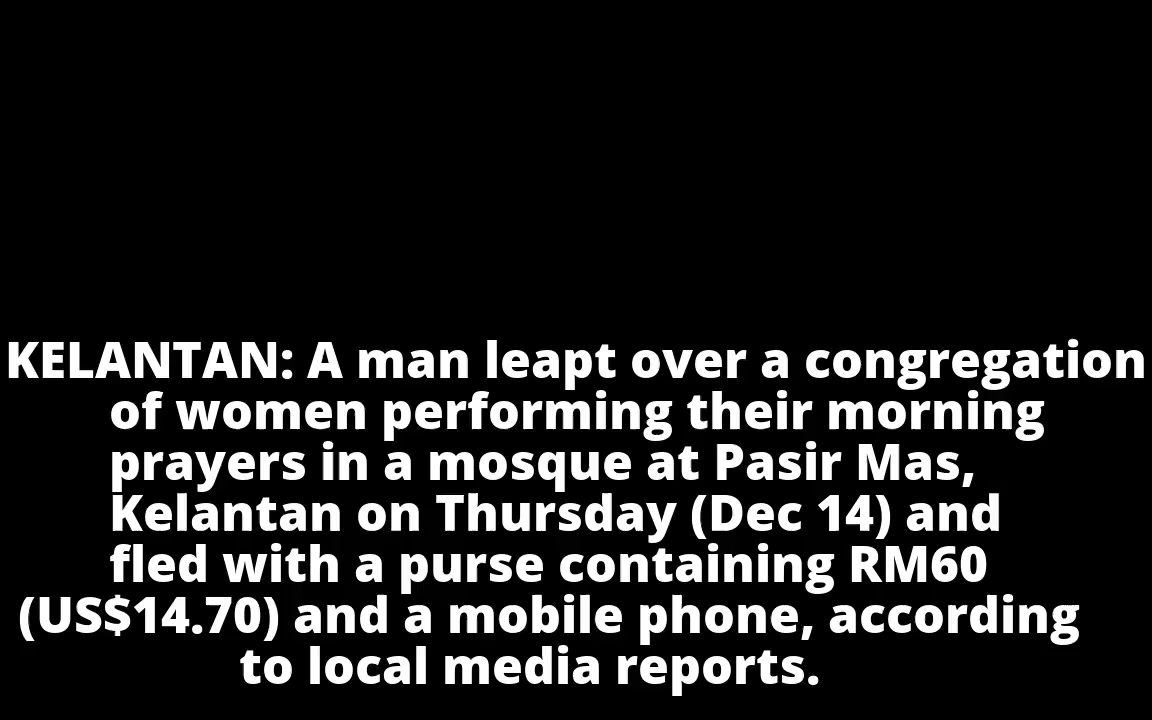 KELANTAN: A man leapt over a congregation
of women performing their morning
prayers in a mosque at Pasir Mas,
Kelantan on Thursday (Dec 14) and
fled with a purse containing RM60
(US$14.70) and a mobile phone, according
to local media reports.